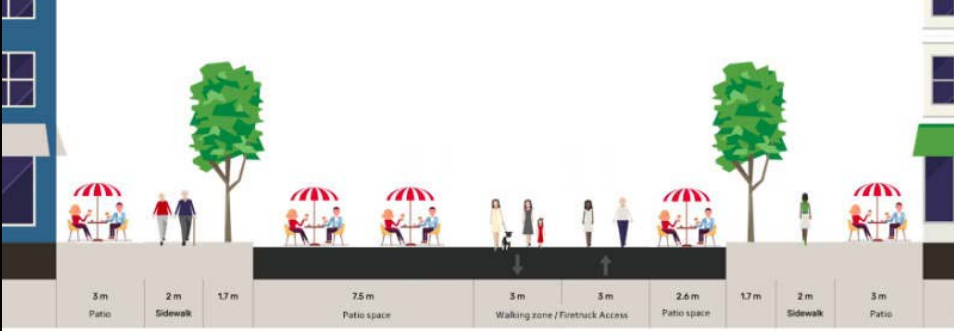 3 m 2 m 1.7 m 7.5 m 3 m 3 m 2.6 m 1.7 m 2 m 3 m
Patio Sidewalk Patio space Walking zone / Firetruck Access Patio space Sidewalk Patio